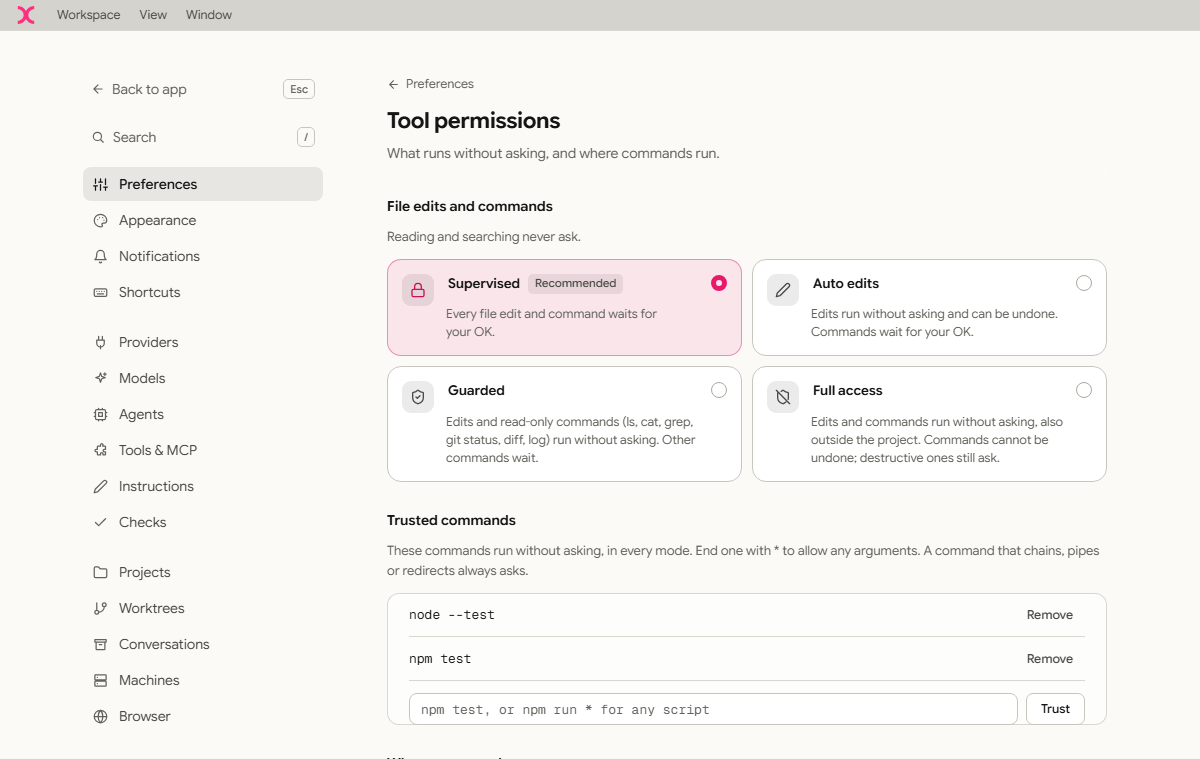 Workspace View Window
Back to app Esc
Search /
Preferences
Appearance
Notifications
Shortcuts
Providers
Models
Agents
Tools & MCP
Instructions
Checks
Projects
Worktrees
Conversations
Machines
Browser
Preferences
Tool permissions
What runs without asking, and where commands run.
File edits and commands
Reading and searching never ask.
Supervised Recommended
Every file edit and command waits for
your OK.
Auto edits
Edits run without asking and can be undone.
Commands wait for your OK.
Guarded
Edits and read-only commands (ls, cat, grep,
git status, diff, log) run without asking. Other
commands wait.
Full access
Edits and commands run without asking, also
outside the project. Commands cannot be
undone; destructive ones still ask.
Trusted commands
These commands run without asking, in every mode. End one with * to allow any arguments. A command that chains, pipes
or redirects always asks.
node --test Remove
npm test Remove
npm test, or npm run * for any script Trust